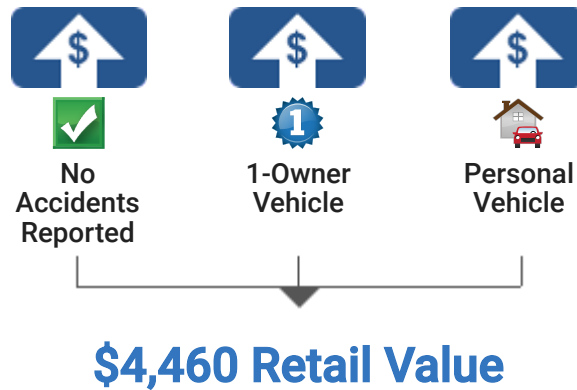 $ $ $
1
No
Accidents
Reported
1-Owner
Vehicle
Personal
Vehicle
$4,460 Retail Value